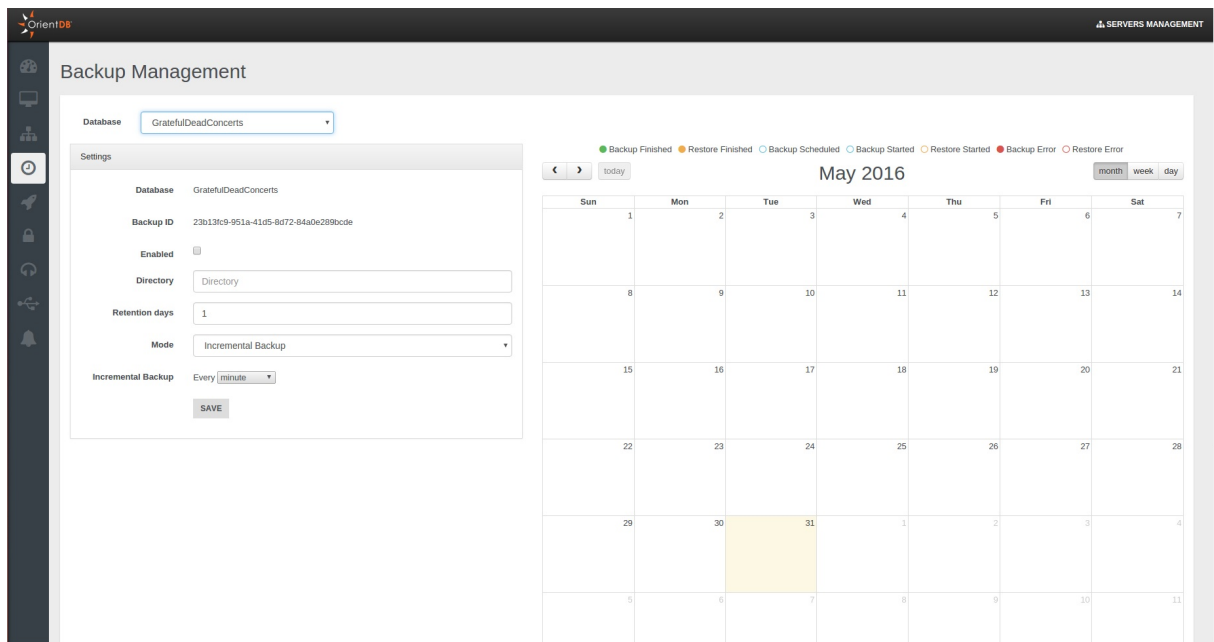 OrientDB
SERVERS MANAGEMENT
Backup Management
Database GratefulDeadConcerts
Settings
Database GratefulDeadConcerts
Backup ID 23b13fc9-951a-41d5-8d72-84a0e289bcde
Enabled
Directory Directory
Retention days 1
Mode Incremental Backup
Incremental Backup Every minute
SAVE
Backup Finished Restore Finished Backup Scheduled Backup Started Restore Started Backup Error Restore Error
today May 2016 month week day
Sun Mon Tue Wed Thu Fri Sat
1 2 3 4 5 6 7
8 9 10 11 12 13 14
15 16 17 18 19 20 21
22 23 24 25 26 27 28
29 30 31 1 2 3 4
5 6 7 8 9 10 11